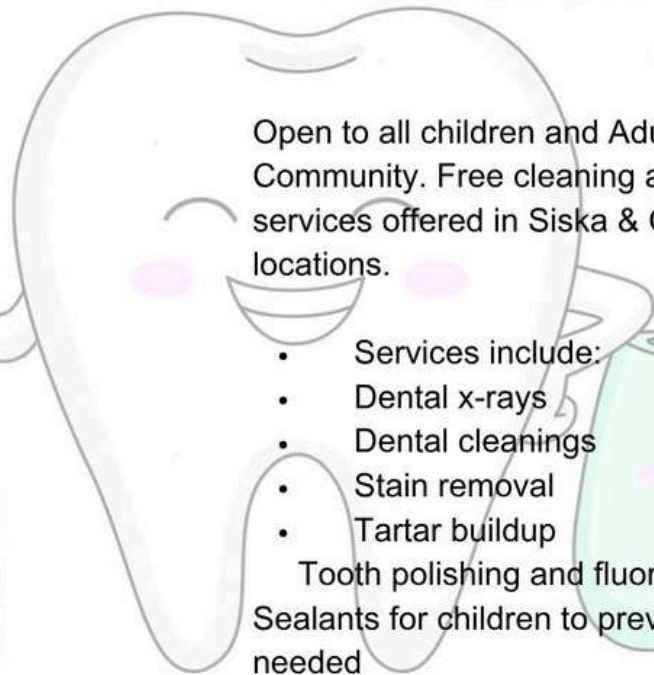 Open to all children and Adu
Community. Free cleaning a
services offered in Siska &
locations.
• Services include:
• Dental x-rays
• Dental cleanings
• Stain removal
• Tartar buildup
Tooth polishing and fluor
Sealants for children to prev
needed